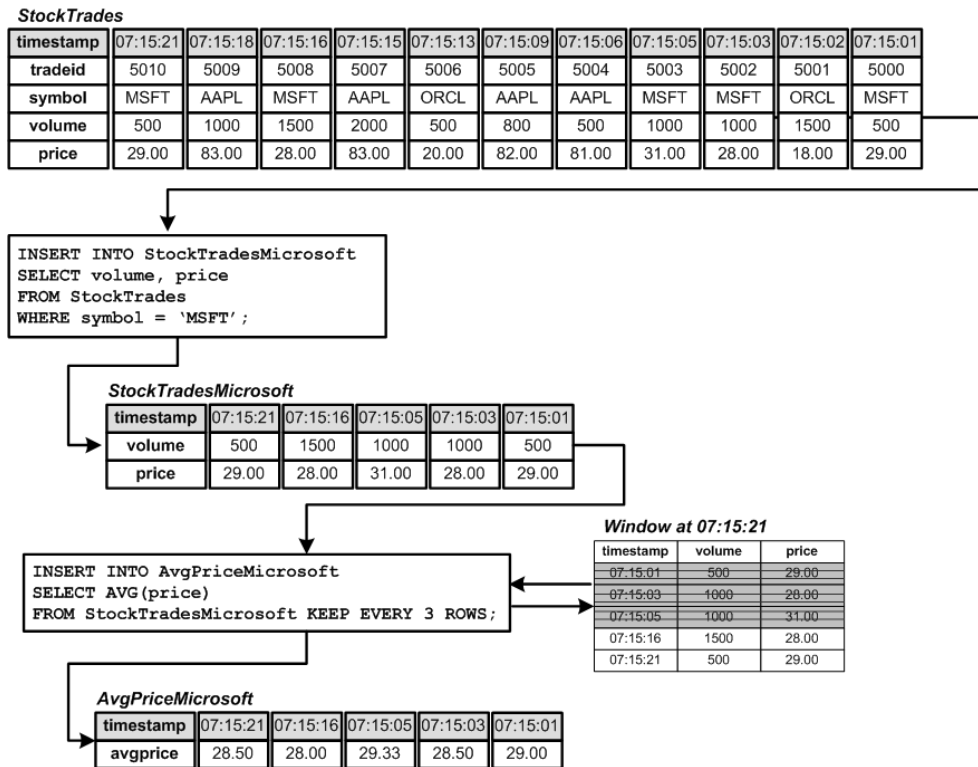 StockTrades
timestamp 07:15:21 07:15:18 07:15:16 07:15:15 07:15:13 07:15:09 07:15:06 07:15:05 07:15:03 07:15:02 07:15:01
tradeid 5010 5009 5008 5007 5006 5005 5004 5003 5002 5001 5000
symbol MSFT AAPL MSFT AAPL ORCL AAPL AAPL MSFT MSFT ORCL MSFT
volume 500 1000 1500 2000 500 800 500 1000 1000 1500 500
price 29.00 83.00 28.00 83.00 20.00 82.00 81.00 31.00 28.00 18.00 29.00
INSERT INTO StockTradesMicrosoft
SELECT volume, price
FROM StockTrades
WHERE symbol = ‘MSFT’;
StockTradesMicrosoft
timestamp 07:15:21 07:15:16 07:15:05 07:15:03 07:15:01
volume 500 1500 1000 1000 500
price 29.00 28.00 31.00 28.00 29.00
Window at 07:15:21
timestamp volume price
07:15:01 500 29.00
07:15:03 1000 28.00
07:15:05 1000 31.00
07:15:16 1500 28.00
07:15:21 500 29.00
INSERT INTO AvgPriceMicrosoft
SELECT AVG(price)
FROM StockTradesMicrosoft KEEP EVERY 3 ROWS;
AvgPriceMicrosoft
timestamp 07:15:21 07:15:16 07:15:05 07:15:03 07:15:01
avgprice 28.50 28.00 29.33 28.50 29.00